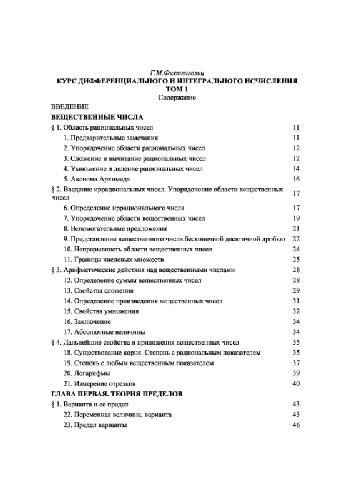 Г.М.Фихтенгольц
КУРС ДИФФЕРЕНЦИАЛЬНОГО И ИНТЕГРАЛЬНОГО ИСЧИСЛЕНИЯ
ТОМ 1
Содержание
ВВЕДЕНИЕ
ВЕЩЕСТВЕННЫЕ ЧИСЛА
§ 1. Область рациональных чисел 11
1. Предварительные замечания 11
2. Упорядочение области рациональных чисел 12
3. Сложение и вычитание рациональных чисел 12
4. Умножение и деление рациональных чисел 14
5. Аксиома Архимеда 16
§ 2. Введение иррациональных чисел. Упорядочение области вещественных 17
чисел
6. Определение иррационального числа 17
7. Упорядочение области вещественных чисел 19
8. Вспомогательные предложения 21
9. Представление вещественного числа бесконечной десятичной дробью 22
10. Непрерывность области вещественных чисел 24
11. Границы числовых множеств 25
§ 3. Арифметические действия над вещественными числами 28
12. Определение суммы вещественных чисел 28
13. Свойства сложения 29
14. Определение произведения вещественных чисел 31
15. Свойства умножения 32
16. Заключение 34
17. Абсолютные величины 34
§ 4. Дальнейшие свойства и приложения вещественных чисел 35
18. Существование корня. Степень с рациональным показателем 35
19. Степень с любым вещественным показателем 37
20. Логарифмы 39
21. Измерение отрезков 40
ГЛАВА ПЕРВАЯ. ТЕОРИЯ ПРЕДЕЛОВ
§ 1. Варианта и ее предел 43
22. Переменная величина, варианта 43
23. Предел варианты 46